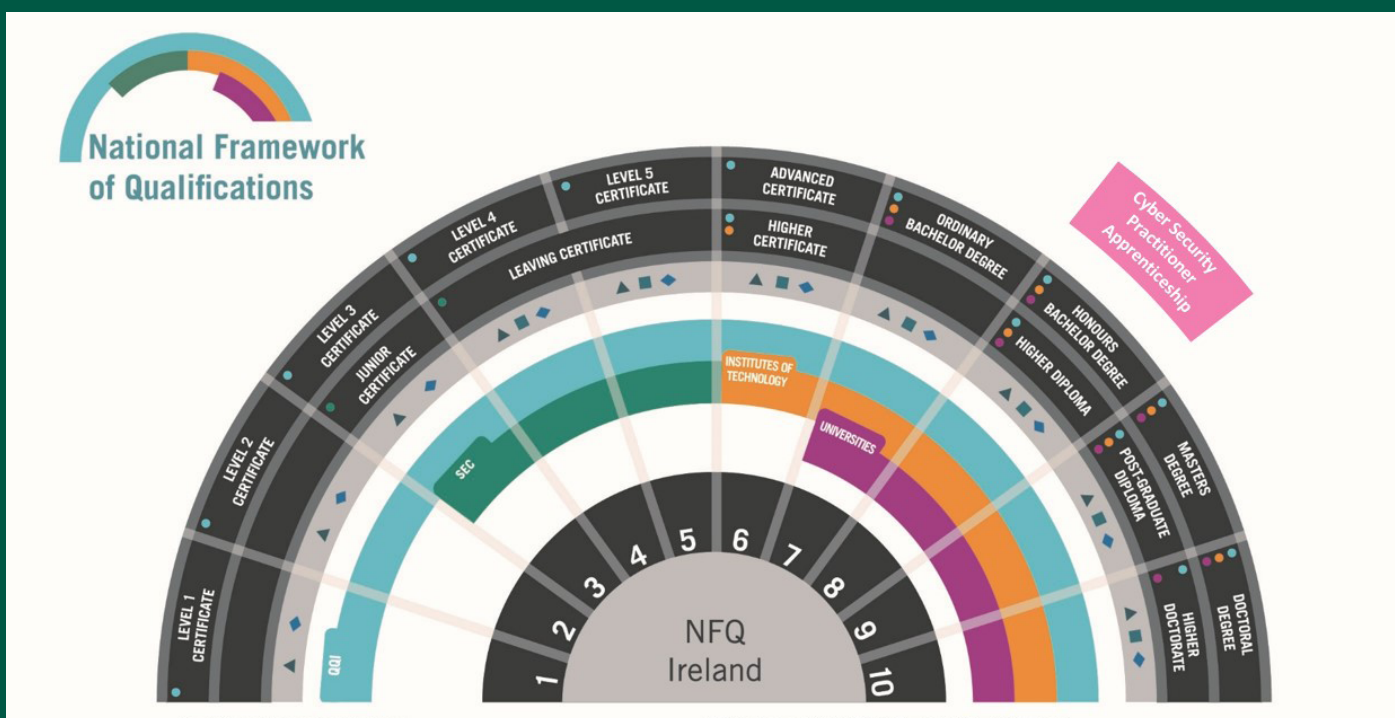 National Framework
of Qualifications
LEVEL 1
CERTIFICATE
LEVEL 2
CERTIFICATE
LEVEL 3
CERTIFICATE
LEVEL 4
CERTIFICATE
LEVEL 5
CERTIFICATE
ADVANCED
CERTIFICATE
ORDINARY
BACHELOR DEGREE
HONOURS
BACHELOR DEGREE
MASTERS
DEGREE
DOCTORAL
DEGREE
JUNIOR
CERTIFICATE
LEAVING CERTIFICATE
HIGHER
CERTIFICATE
HIGHER DIPLOMA
POST-GRADUATE
DIPLOMA
HIGHER
DOCTORATE
Cyber Security
Practitioner
Apprenticeship
QQI
SEC
INSTITUTES OF
TECHNOLOGY
UNIVERSITIES
1
2
3
4
5
6
7
8
9
10
NFQ
Ireland